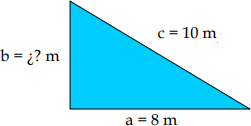 c = 10 m
b = ¿? m
a = 8 m